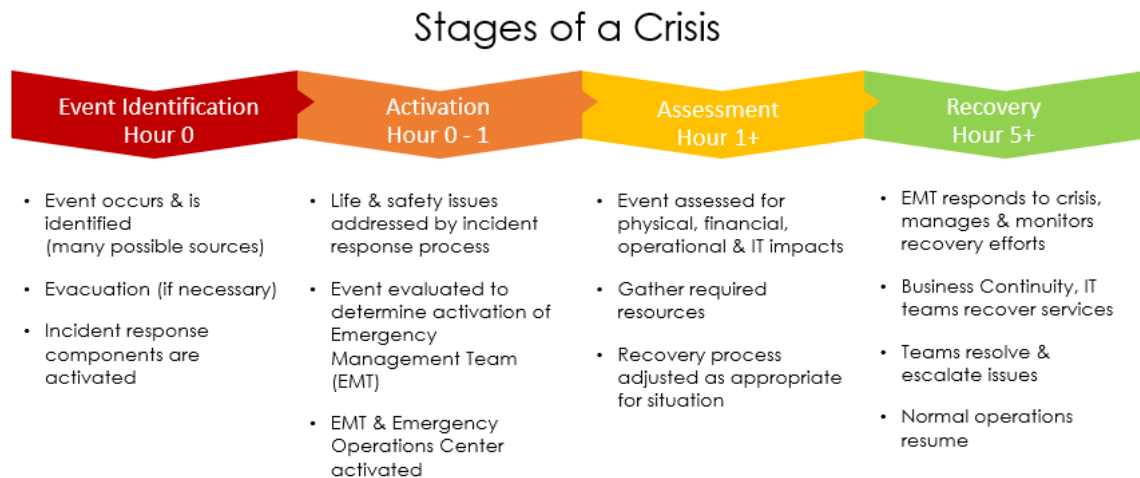 Stages of a Crisis
Event Identification
Hour 0
Activation
Hour 0 - 1
Assessment
Hour 1+
Recovery
Hour 5+
• Event occurs & is
identified
(many possible sources)
• Evacuation (if necessary)
• Incident response
components are
activated
• Life & safety issues
addressed by incident
response process
• Event evaluated to
determine activation of
Emergency
Management Team
(EMT)
• EMT & Emergency
Operations Center
activated
• Event assessed for
physical, financial,
operational & IT impacts
• Gather required
resources
• Recovery process
adjusted as appropriate
for situation
• EMT responds to crisis,
manages & monitors
recovery efforts
• Business Continuity, IT
teams recover services
• Teams resolve &
escalate issues
• Normal operations
resume